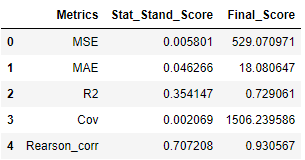 Metrics Stat_Stand_Score Final_Score
0 MSE 0.005801 529.070971
1 MAE 0.046266 18.080647
2 R2 0.354147 0.729061
3 Cov 0.002069 1506.239586
4 Rearson_corr 0.707208 0.930567